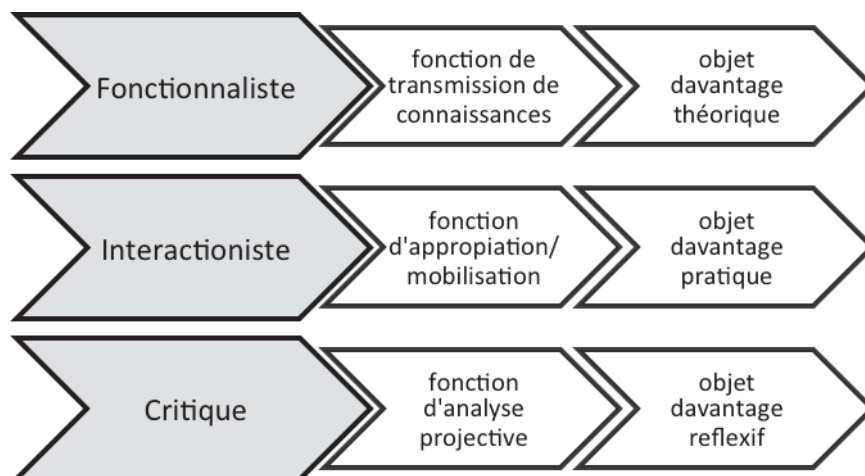 Fonctionnaliste
fonction de
transmission de
connaissances
objet
davantage
théorique
Interactioniste
fonction
d'appropiation/
mobilisation
objet
davantage
pratique
Critique
fonction
d'analyse
projective
objet
davantage
reflexif